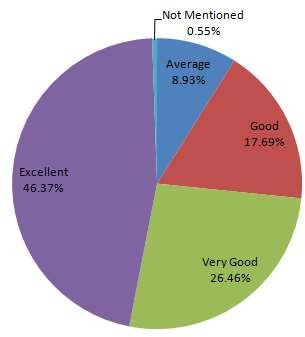 Not Mentioned
0.55%
Average
8.93%
Good
17.69%
Excellent
46.37%
Very Good
26.46%